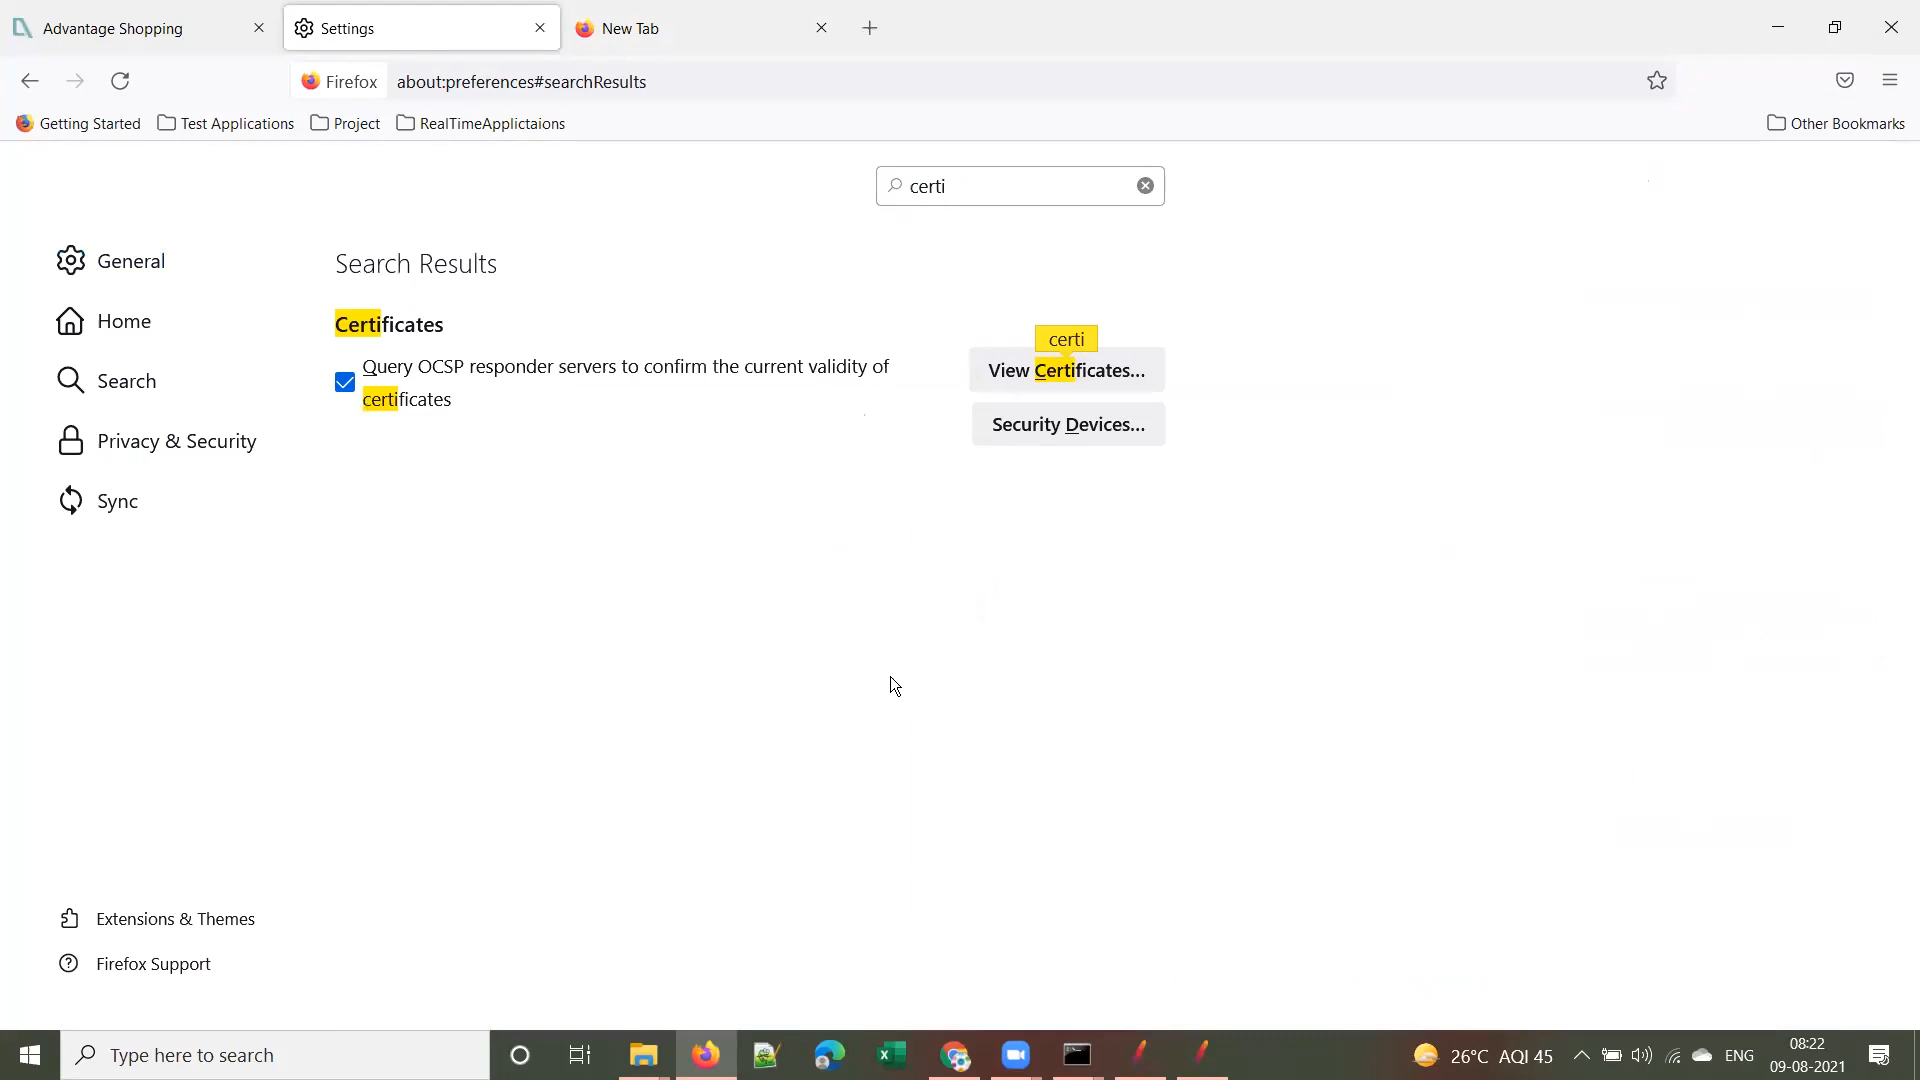 Advantage Shopping
Settings
New Tab
Firefox
about:preferences#searchResults
Getting Started
Test Applications
Project
RealTimeApplictaions
Other Bookmarks
certi
General
Home
Search
Privacy & Security
Sync
Search Results
Certificates
Query OCSP responder servers to confirm the current validity of
certificates
certi
View Certificates...
Security Devices...
Extensions & Themes
Firefox Support
Type here to search
26°C AQI 45
ENG
08:22
09-08-2021